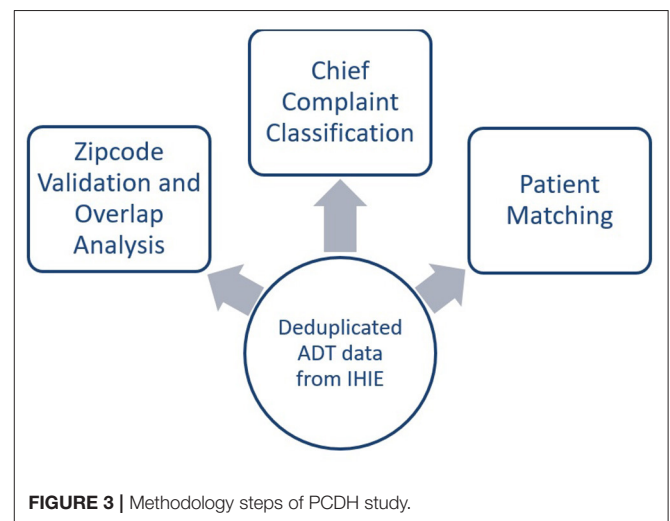 Chief
Complaint
Classification
Zipcode
Validation and
Overlap
Analysis
Patient
Matching
Deduplicated
ADT data
from IHIE
FIGURE 3 | Methodology steps of PCDH study.